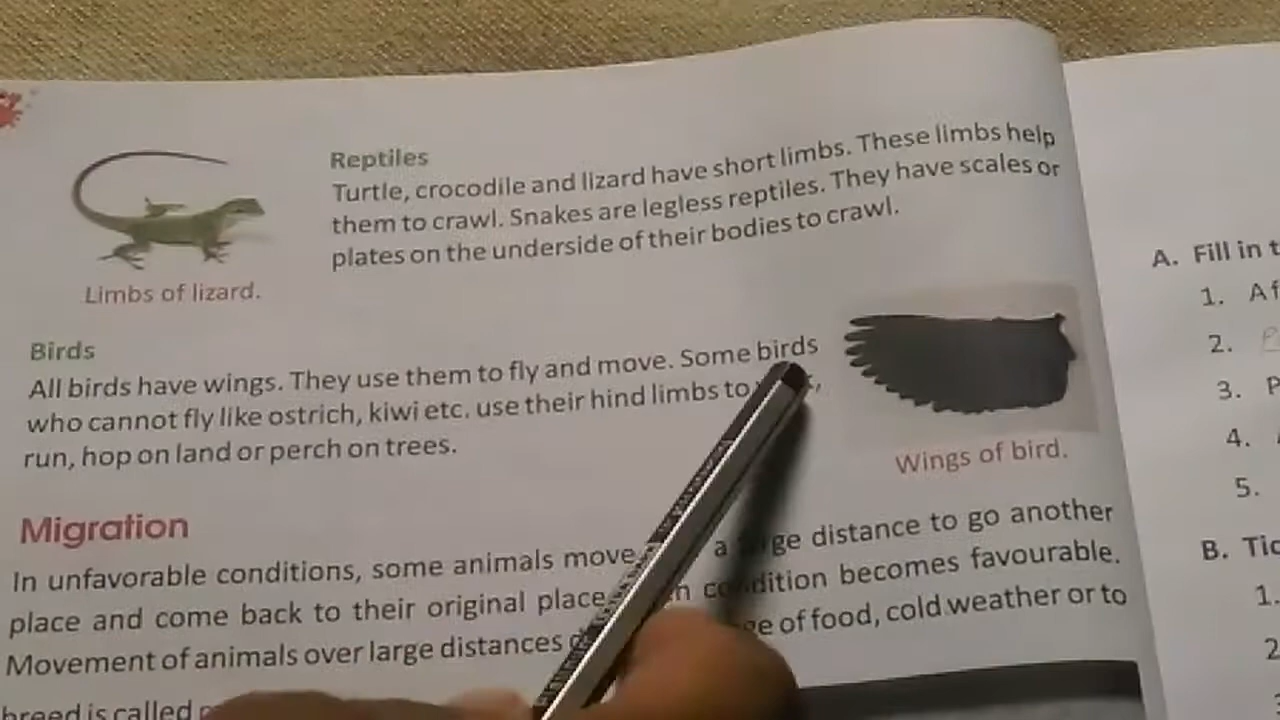 Reptiles
Turtle, crocodile and lizard have short limbs. These limbs help
them to crawl. Snakes are legless reptiles. They have scales or
plates on the underside of their bodies to crawl.
Limbs of lizard.
Birds
All birds have wings. They use them to fly and move. Some birds
who cannot fly like ostrich, kiwi etc. use their hind limbs to
run, hop on land or perch on trees.
Wings of bird.
Migration
In unfavorable conditions, some animals move a distance to go another
place and come back to their original place condition becomes favourable.
Movement of animals over large distances of food, cold weather or to
breed is called
A. Fill in
1.
2.
3.
4.
5.
B.
1.
2